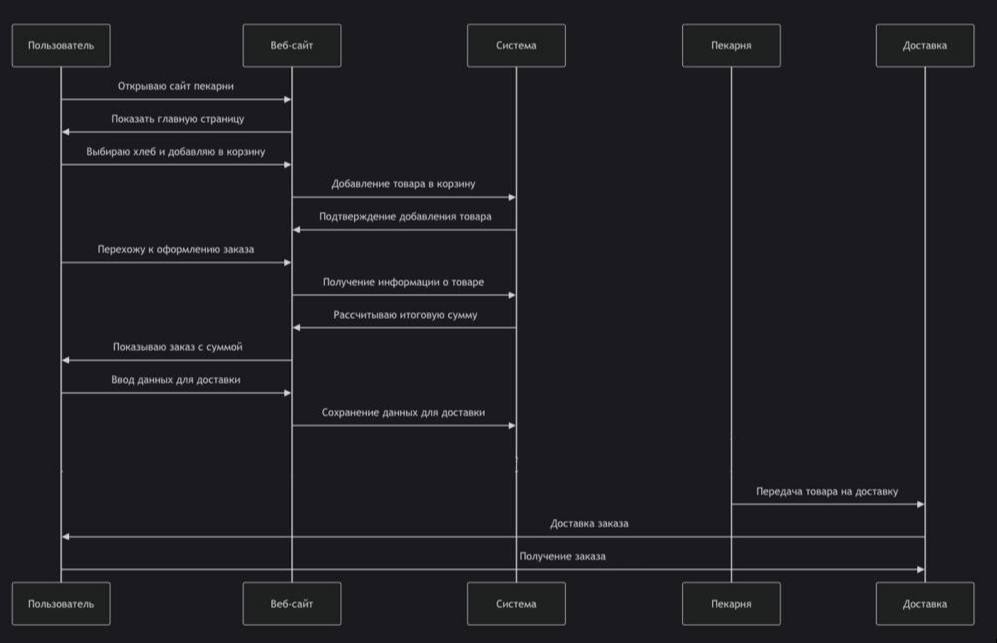 Пользователь
Веб-сайт
Система
Пекарня
Доставка
Открываю сайт пекарни
Показать главную страницу
Выбираю хлеб и добавляю в корзину
Добавление товара в корзину
Подтверждение добавления товара
Перехожу к оформлению заказа
Получение информации о товаре
Рассчитываю итоговую сумму
Показываю заказ с суммой
Ввод данных для доставки
Сохранение данных для доставки
Передача товара на доставку
Доставка заказа
Получение заказа
Пользователь
Веб-сайт
Система
Пекарня
Доставка